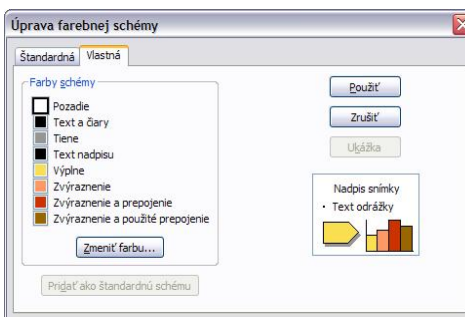 Úprava farebnej schémy
Štandardná
Vlastná
Farby schémy
Pozadie
Text a čiary
Tiene
Text nadpisu
Výplne
Zvýraznenie
Zvýraznenie a prepojenie
Zvýraznenie a použité prepojenie
Zmeniť farbu...
Pridať ako štandardnú schému
Použiť
Zrušiť
Ukážka
Nadpis snímky
• Text odrážky